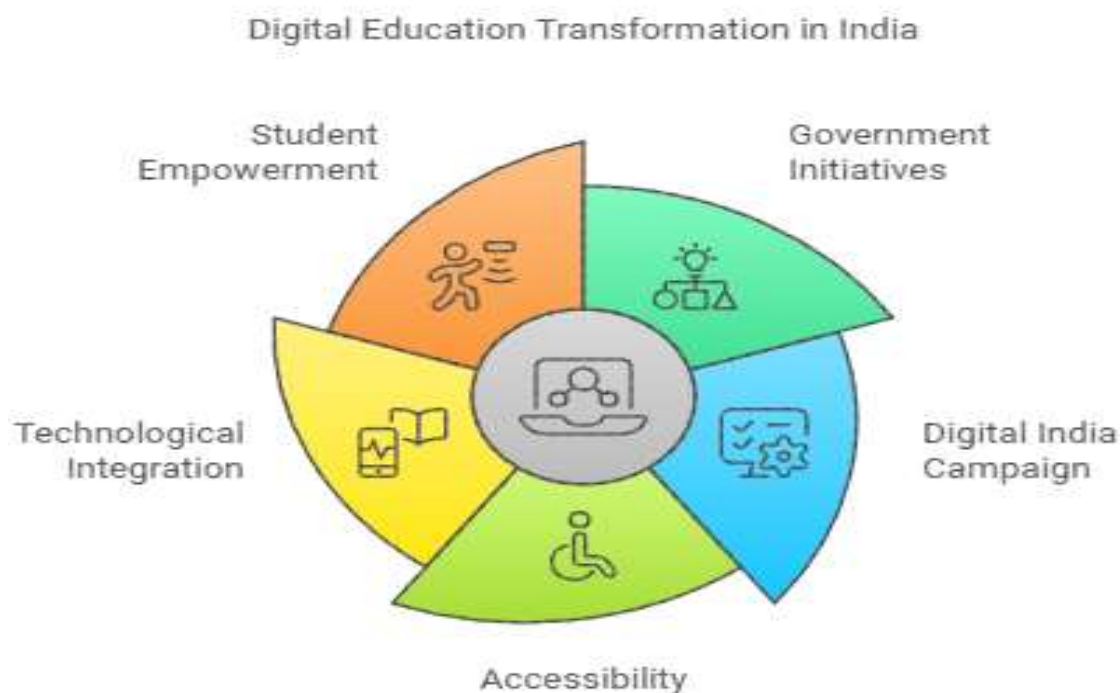 Digital Education Transformation in India
Student
Empowerment
Government
Initiatives
Technological
Integration
Digital India
Campaign
Accessibility